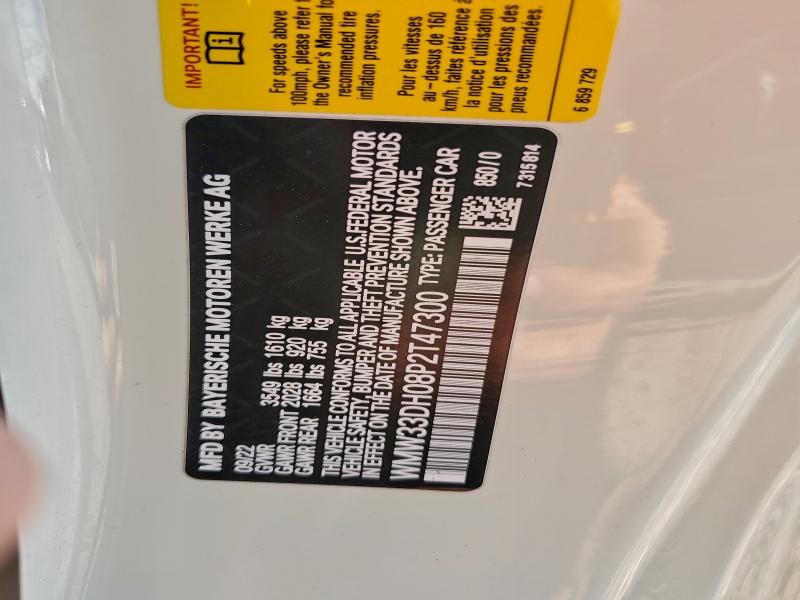 MFD BY BAYERISCHE MOTOREN WERKE AG
09/22
GVWR 3549 lbs 1610 kg
GAWR FRONT 2028 lbs 920 kg
GAWR REAR 1664 lbs 755 kg
THIS VEHICLE CONFORMS TO ALL APPLICABLE U.S. FEDERAL MOTOR
VEHICLE SAFETY, BUMPER AND THEFT PREVENTION STANDARDS
IN EFFECT ON THE DATE OF MANUFACTURE SHOWN ABOVE.
WMW33DH08P2T47300 TYPE: PASSENGER CAR
850/0
7 315 814
IMPORTANT!
For speeds above
100mph, please refer
the Owner's Manual for
recommended tire
inflation pressures.
Pour les vitesses
au-dessus de 160
km/h, faites référence à
la notice d'utilisation
pour les pressions des
pneus recommandées.
6 859 729